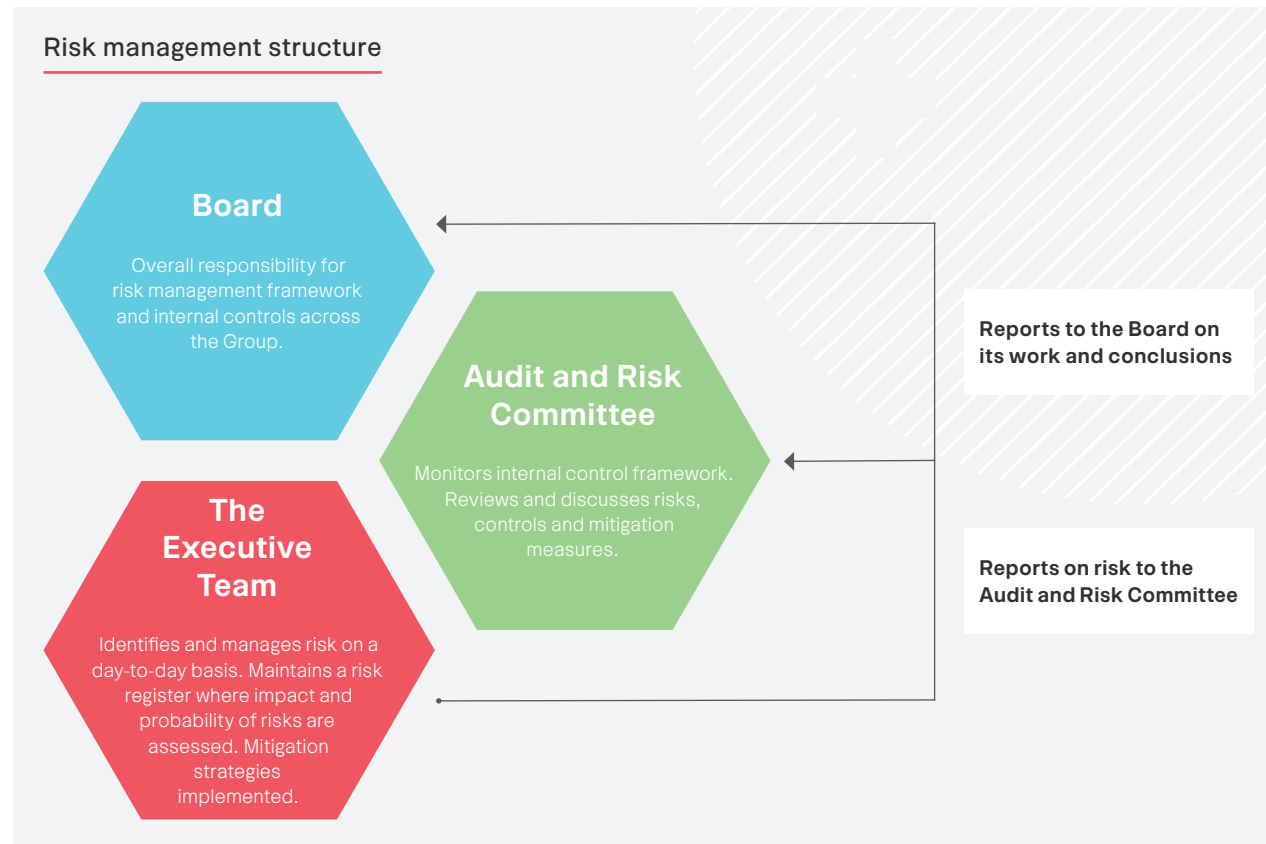 Risk management structure
Board
Overall responsibility for
risk management framework
and internal controls across
the Group.
Audit and Risk
Committee
Monitors internal control framework.
Reviews and discusses risks,
controls and mitigation
measures.
The
Executive
Team
Identifies and manages risk on a
day-to-day basis. Maintains a risk
register where impact and
probability of risks are
assessed. Mitigation
strategies
implemented.
Reports to the Board on
its work and conclusions
Reports on risk to the
Audit and Risk Committee